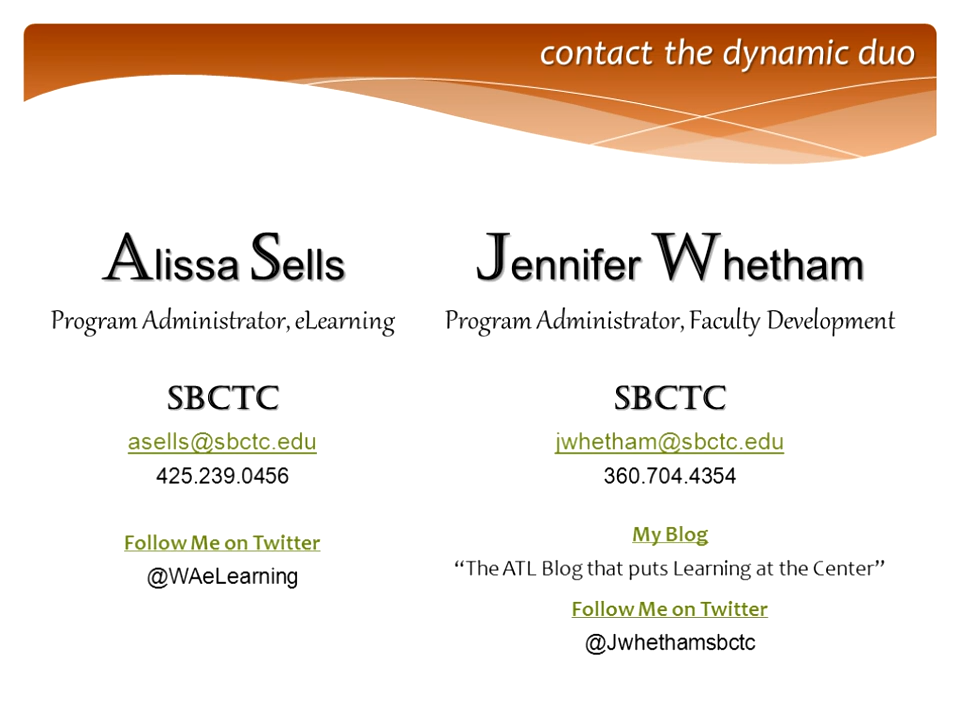 contact the dynamic duo
Alissa Sells
Program Administrator, eLearning
SBCTC
asells@sbctc.edu
425.239.0456
Follow Me on Twitter
@WAeLearning
Jennifer Whetham
Program Administrator, Faculty Development
SBCTC
jwhetham@sbctc.edu
360.704.4354
My Blog
“The ATL Blog that puts Learning at the Center”
Follow Me on Twitter
@Jwhethamsbctc